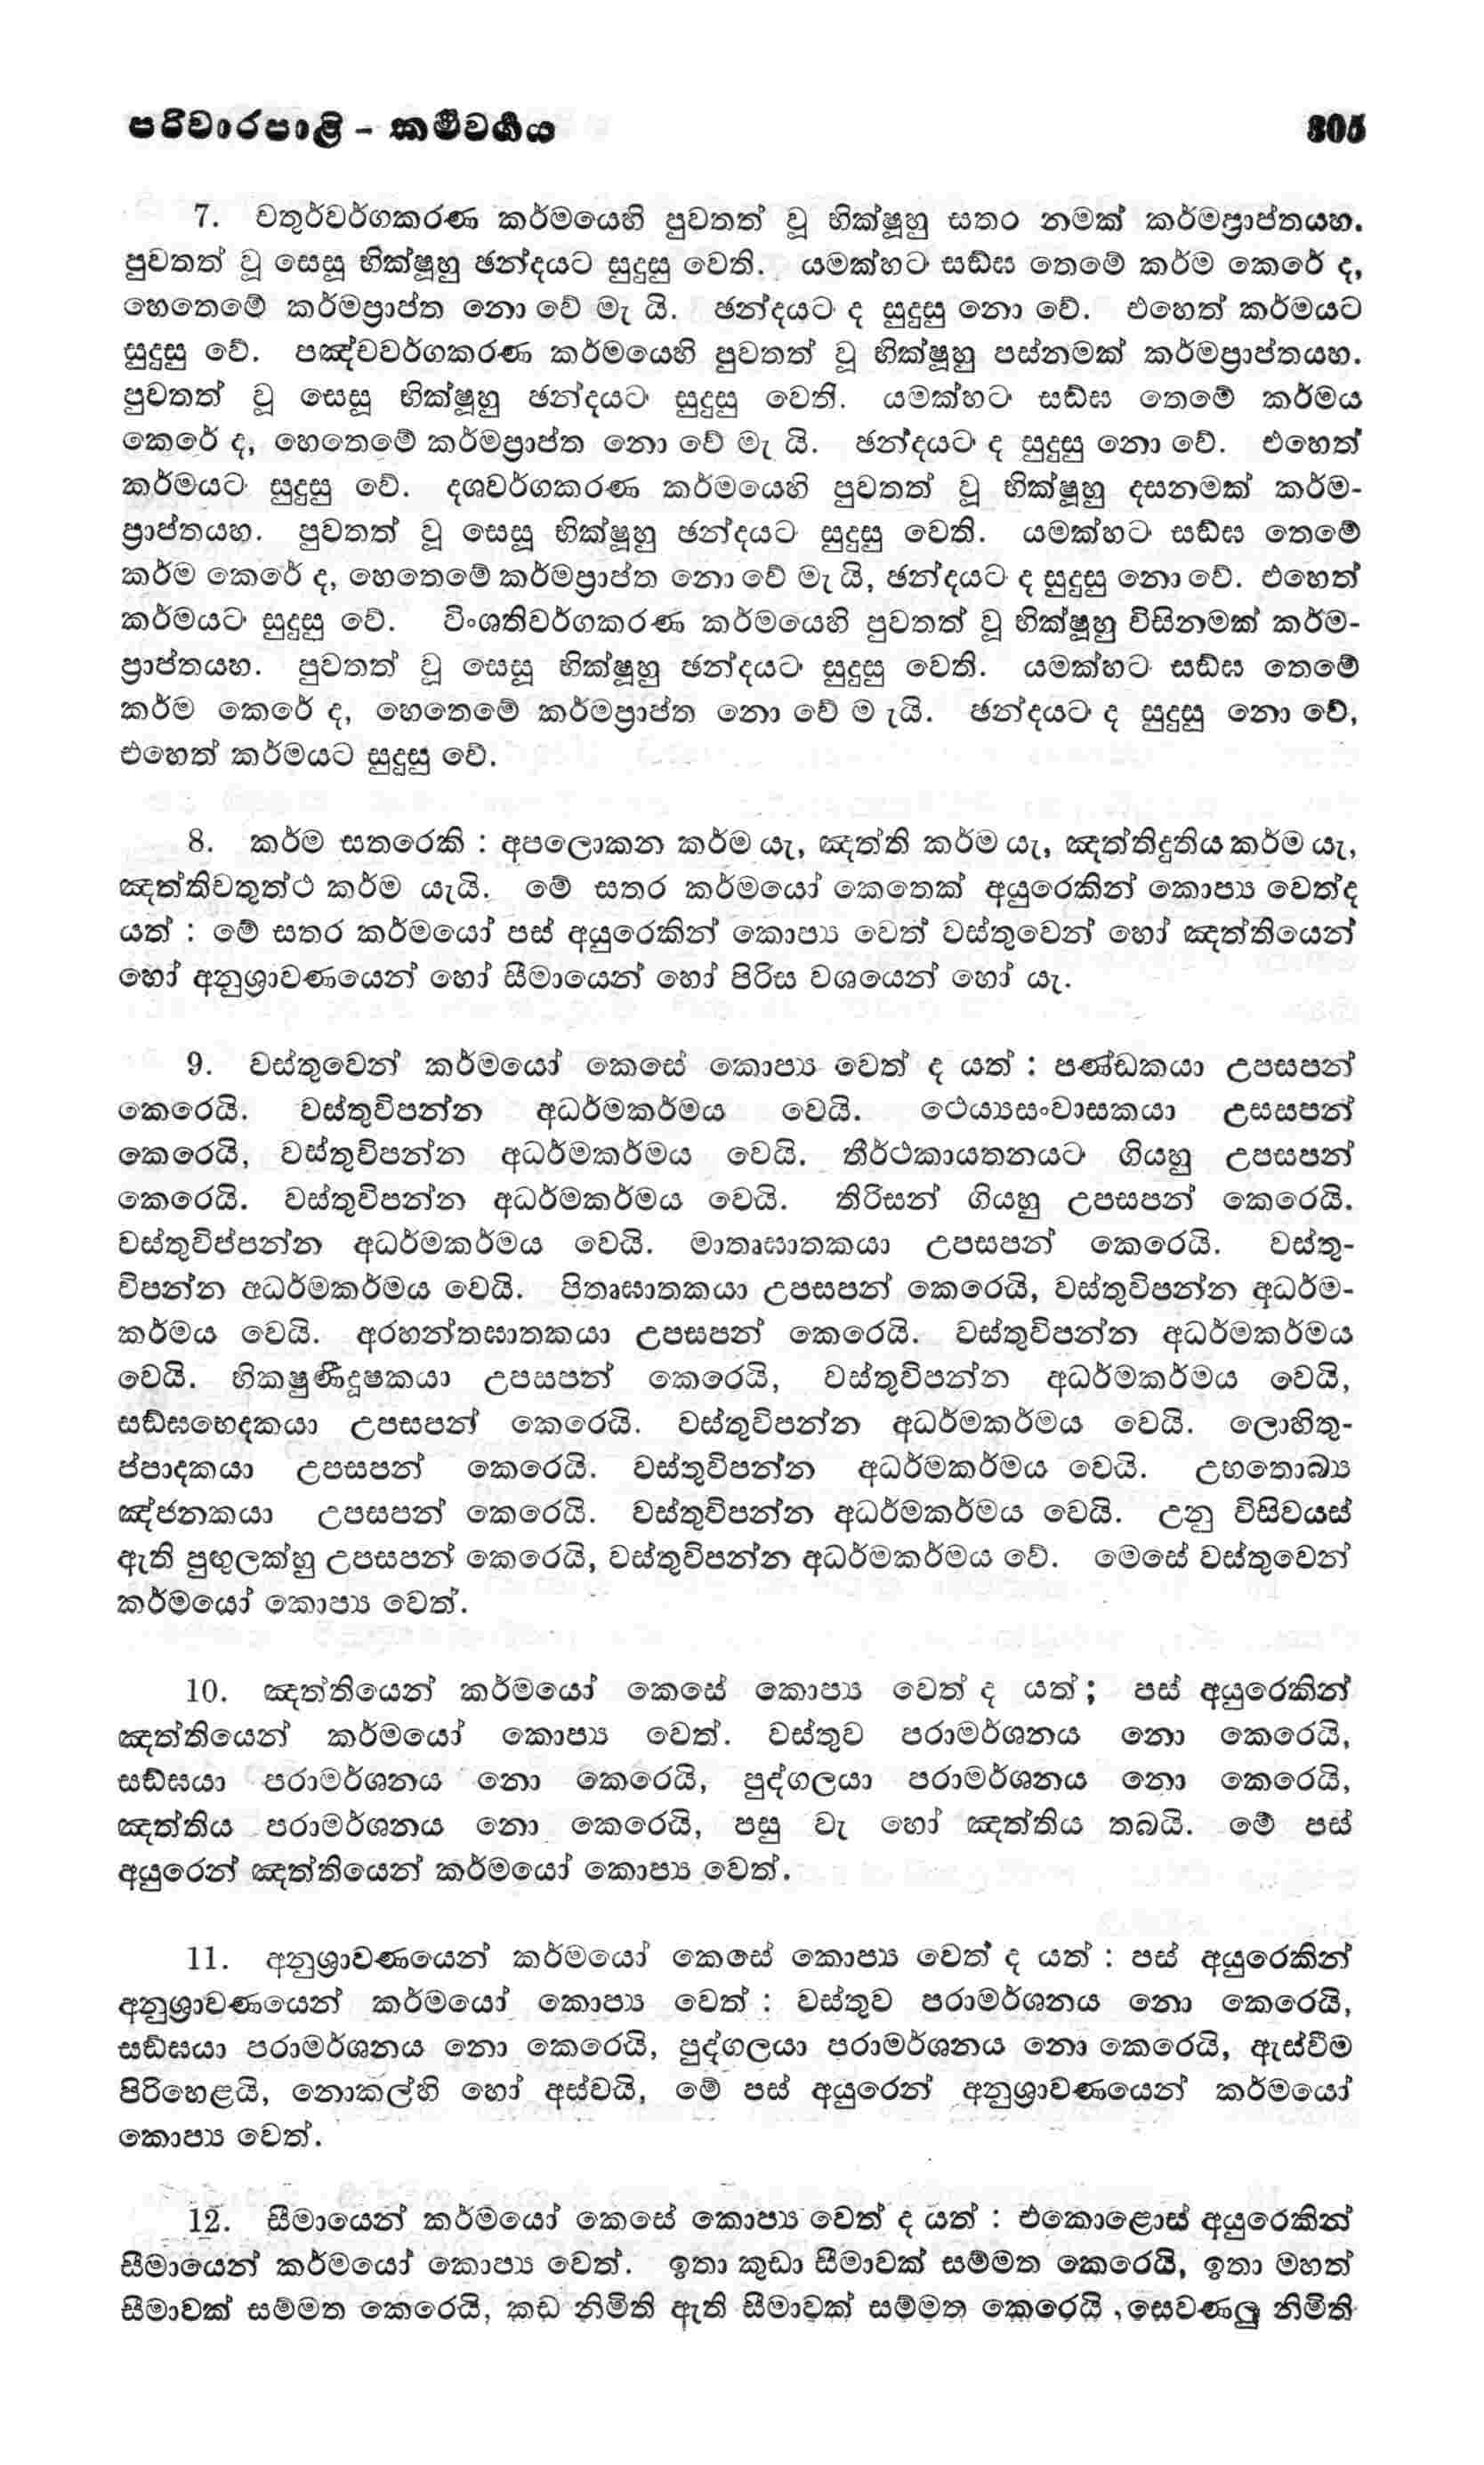 පරිවාරපාළි - කර්මවර්ගය 305
7. චතුර්වර්ගකරණ කර්මයෙහි පුවතත් වූ භික්ෂූහු සතර නමක් කර්මප්‍රාප්තයහ.
පුවතත් වූ සෙසූ භික්ෂූහු ඡන්දයට සුදුසු වෙති. යමක්හට සඞ්ඝ තෙමේ කර්ම කෙරේ ද,
හෙතෙමේ කර්මප්‍රාප්ත නො වේ මැ යි. ඡන්දයට ද සුදුසු නො වේ. එහෙත් කර්මයට
සුදුසු වේ. පඤ්චවර්ගකරණ කර්මයෙහි පුවතත් වූ භික්ෂූහු පස්නමක් කර්මප්‍රාප්තයහ.
පුවතත් වූ සෙසූ භික්ෂූහු ඡන්දයට සුදුසු වෙති. යමක්හට සඞ්ඝ තෙමේ කර්මය
කෙරේ ද, හෙතෙමේ කර්මප්‍රාප්ත නො වේ මැ යි. ඡන්දයට ද සුදුසු නො වේ. එහෙත්
කර්මයට සුදුසු වේ. දශවර්ගකරණ කර්මයෙහි පුවතත් වූ භික්ෂූහු දසනමක් කර්ම-
ප්‍රාප්තයහ. පුවතත් වූ සෙසූ භික්ෂූහු ඡන්දයට සුදුසු වෙති. යමක්හට සඞ්ඝ තෙමේ
කර්ම කෙරේ ද, හෙතෙමේ කර්මප්‍රාප්ත නො වේ මැ යි, ඡන්දයට ද සුදුසු නො වේ. එහෙත්
කර්මයට සුදුසු වේ. විංශතිවර්ගකරණ කර්මයෙහි පුවතත් වූ භික්ෂූහු විසිනමක් කර්ම-
ප්‍රාප්තයහ. පුවතත් වූ සෙසූ භික්ෂූහු ඡන්දයට සුදුසු වෙති. යමක්හට සඞ්ඝ තෙමේ
කර්ම කෙරේ ද, හෙතෙමේ කර්මප්‍රාප්ත නො වේ ම ැයි. ඡන්දයට ද සුදුසු නො වේ,
එහෙත් කර්මයට සුදුසු වේ.
8. කර්ම සතරෙකි : අපලොකන කර්ම යැ, ඤත්ති කර්ම යැ, ඤත්තිදුතිය කර්ම යැ,
ඤත්තිචතුත්ථ කර්ම යැයි. මේ සතර කර්මයෝ කෙතෙක් අයුරෙකින් කොප්‍ය වෙත්ද
යත් : මේ සතර කර්මයෝ පස් අයුරෙකින් කොප්‍ය වෙත් වස්තුවෙන් හෝ ඤත්තියෙන්
හෝ අනුශ්‍රාවණයෙන් හෝ සීමායෙන් හෝ පිරිස වශයෙන් හෝ යැ.
9. වස්තුවෙන් කර්මයෝ කෙසේ කොප්‍ය වෙත් ද යත් : පණ්ඩකයා උපසපන්
කෙරෙයි. වස්තුවිපන්න අධර්මකර්මය වෙයි. ථෙය්‍යසංවාසකයා උසසපන්
කෙරෙයි, වස්තුවිපන්න අධර්මකර්මය වෙයි. තීර්ථකායතනයට ගියහු උපසපන්
කෙරෙයි. වස්තුවිපන්න අධර්මකර්මය වෙයි. තිරිසන් ගියහු උපසපන් කෙරෙයි.
වස්තුවිප්පන්න අධර්මකර්මය වෙයි. මාතෘඝාතකයා උපසපන් කෙරෙයි. වස්තු-
විපන්න අධර්මකර්මය වෙයි. පිතෘඝාතකයා උපසපන් කෙරෙයි, වස්තුවිපන්න අධර්ම-
කර්මය වෙයි. අරහන්තඝාතකයා උපසපන් කෙරෙයි. වස්තුවිපන්න අධර්මකර්මය
වෙයි. භික්ෂුණීදූෂකයා උපසපන් කෙරෙයි, වස්තුවිපන්න අධර්මකර්මය වෙයි,
සඞ්ඝභෙදකයා උපසපන් කෙරෙයි. වස්තුවිපන්න අධර්මකර්මය වෙයි. ලොහිතු-
ප්පාදකයා උපසපන් කෙරෙයි. වස්තුවිපන්න අධර්මකර්මය වෙයි. උභතොබ්‍ය
ඤ්ජනකයා උපසපන් කෙරෙයි. වස්තුවිපන්න අධර්මකර්මය වෙයි. උනු විසිවයස්
ඇති පුඟුලක්හු උපසපන් කෙරෙයි, වස්තුවිපන්න අධර්මකර්මය වේ. මෙසේ වස්තුවෙන්
කර්මයෝ කොප්‍ය වෙත්.
10. ඤත්තියෙන් කර්මයෝ කෙසේ කොප්‍ය වෙත් ද යත් ; පස් අයුරෙකින්
ඤත්තියෙන් කර්මයෝ කොප්‍ය වෙත්. වස්තුව පරාමර්ශනය නො කෙරෙයි,
සඞ්ඝයා පරාමර්ශනය නො කෙරෙයි, පුද්ගලයා පරාමර්ශනය නො කෙරෙයි,
ඤත්තිය පරාමර්ශනය නො කෙරෙයි, පසු වැ හෝ ඤත්තිය තබයි. මේ පස්
අයුරෙන් ඤත්තියෙන් කර්මයෝ කොප්‍ය වෙත්.
11. අනුශ්‍රාවණයෙන් කර්මයෝ කෙසේ කොප්‍ය වෙත් ද යත් : පස් අයුරෙකින්
අනුශ්‍රාවණයෙන් කර්මයෝ කොප්‍ය වෙත් : වස්තුව පරාමර්ශනය නො කෙරෙයි,
සඞ්ඝයා පරාමර්ශනය නො කෙරෙයි, පුද්ගලයා පරාමර්ශනය නො කෙරෙයි, ඇස්වීම
පිරිහෙළයි, නොකල්හි හෝ අස්වයි, මේ පස් අයුරෙන් අනුශ්‍රාවණයෙන් කර්මයෝ
කොප්‍ය වෙත්.
12. සීමායෙන් කර්මයෝ කෙසේ කොප්‍ය වෙත් ද යත් : එකොළොස් අයුරෙකින්
සීමායෙන් කර්මයෝ කොප්‍ය වෙත්. ඉතා කුඩා සීමාවක් සම්මත කෙරෙයි, ඉතා මහත්
සීමාවක් සම්මත කෙරෙයි, කඩ නිමිති ඇති සීමාවක් සම්මත කෙරෙයි ,සෙවණලු නිමිති